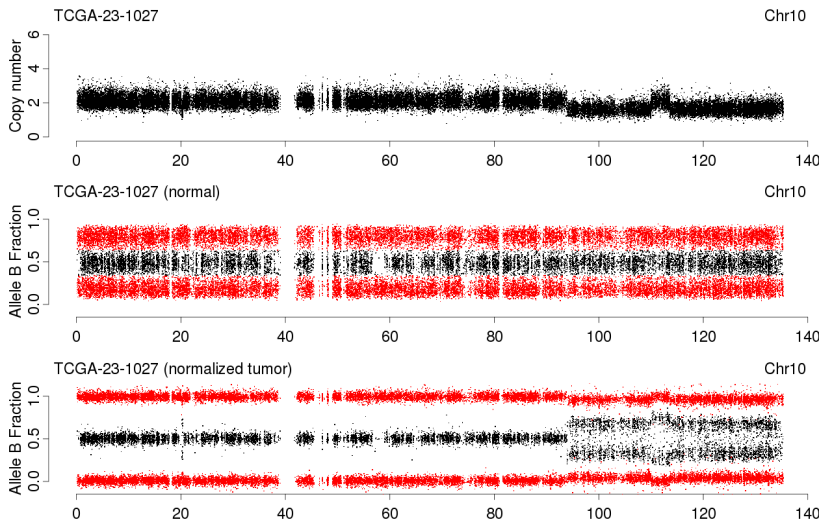 TCGA-23-1027 Chr10
Copy number
6
4
2
0
0 20 40 60 80 100 120 140
TCGA-23-1027 (normal) Chr10
Allele B Fraction
1.0
0.5
0.0
0 20 40 60 80 100 120 140
TCGA-23-1027 (normalized tumor) Chr10
Allele B Fraction
1.0
0.5
0.0
0 20 40 60 80 100 120 140